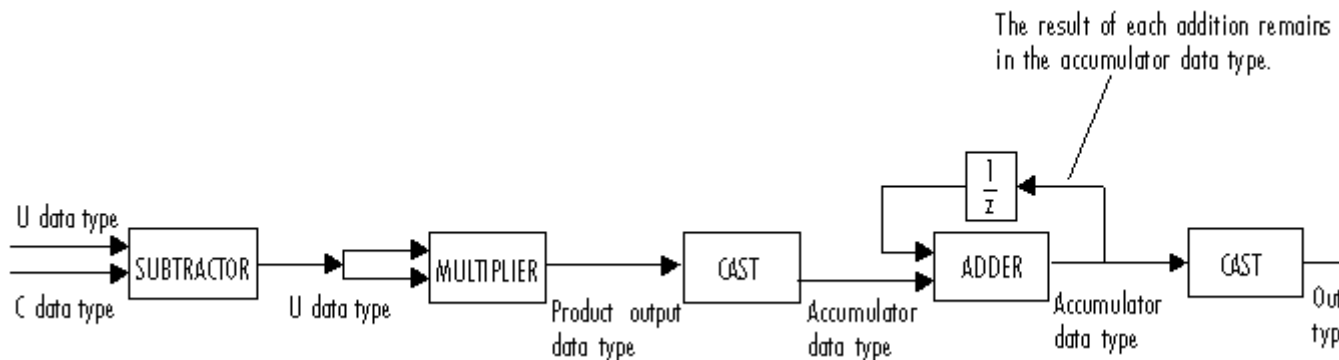 The result of each addition remains
in the accumulator data type.
1
z
U data type
C data type
SUBTRACTOR
U data type
MULTIPLIER
Product output
data type
CAST
Accumulator
data type
ADDER
Accumulator
data type
CAST